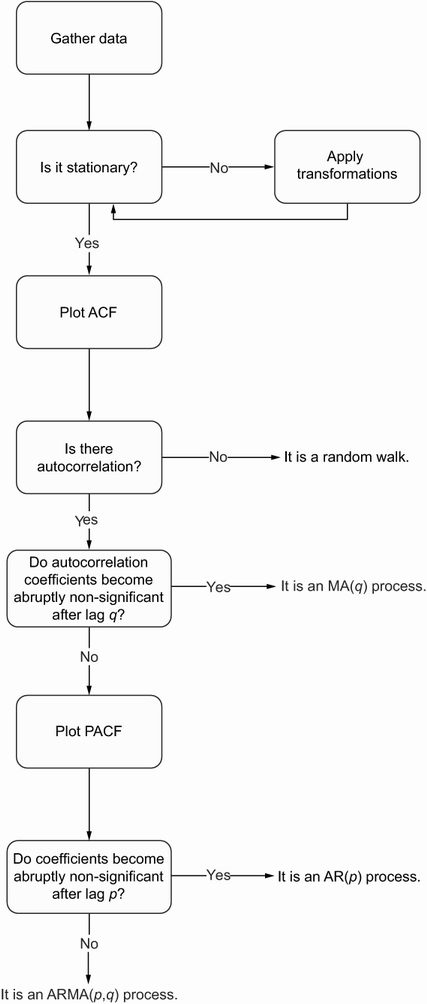 Gather data
Is it stationary?
No
Apply
transformations
Yes
Plot ACF
Is there
autocorrelation?
No
It is a random walk.
Yes
Do autocorrelation
coefficients become
abruptly non-significant
after lag q?
Yes
It is an MA(q) process.
No
Plot PACF
Do coefficients become
abruptly non-significant
after lag p?
Yes
It is an AR(p) process.
No
It is an ARMA(p,q) process.